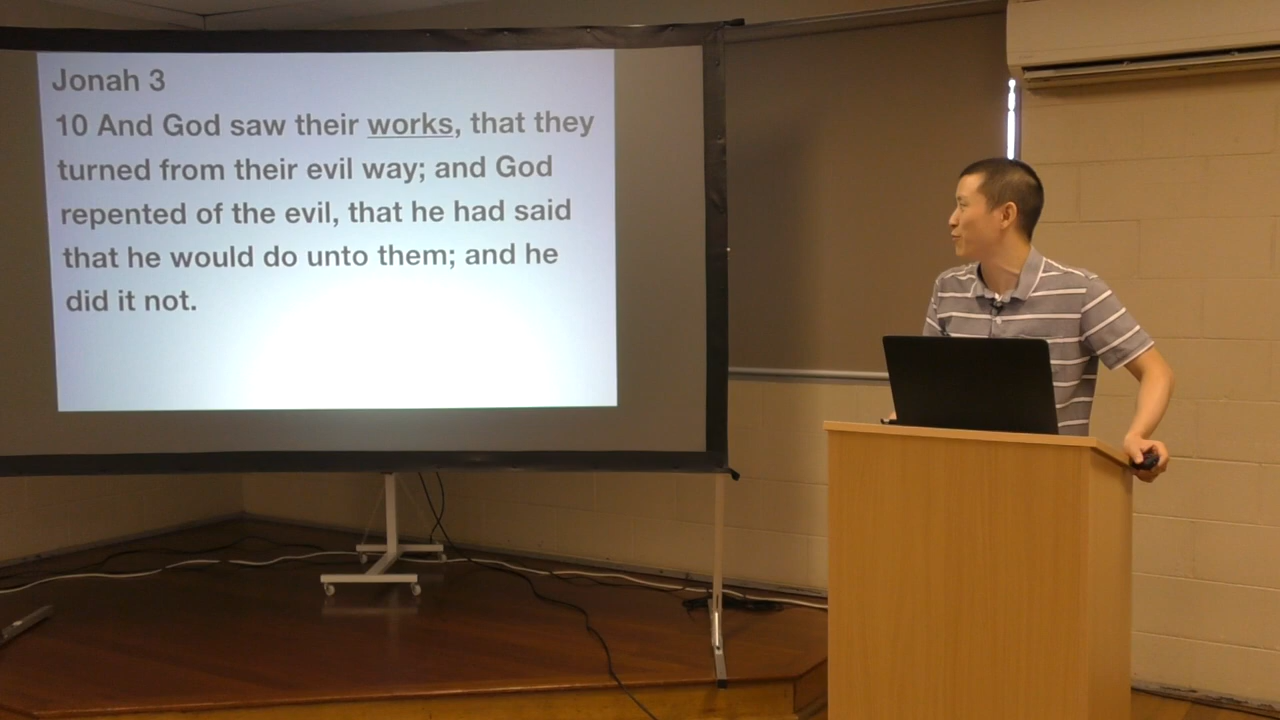 Jonah 3
10 And God saw their works, that they
turned from their evil way; and God
repented of the evil, that he had said
that he would do unto them; and he
did it not.